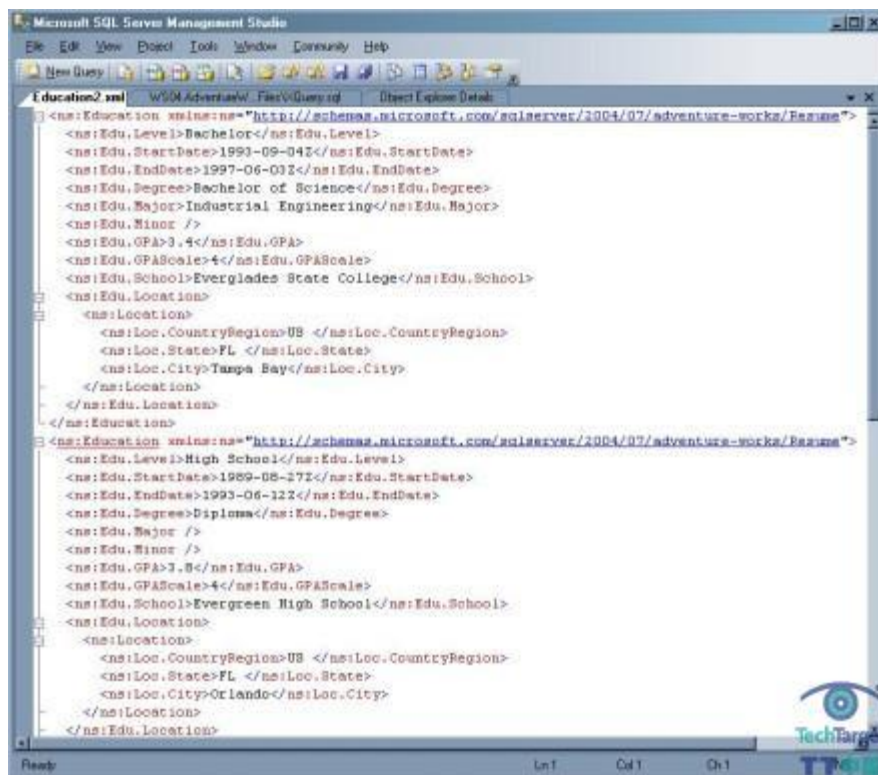 Microsoft SQL Server Management Studio
File Edit View Project Tools Window Community Help
New Query
Education2.xml WS04.AdventureW...Files\XQuery.sql Object Explorer Details
<ns:Education xmlns:ns="http://schemas.microsoft.com/sqlserver/2004/07/adventure-works/Resume">
<ns:Edu.Level>Bachelor</ns:Edu.Level>
<ns:Edu.StartDate>1993-09-04Z</ns:Edu.StartDate>
<ns:Edu.EndDate>1997-06-03Z</ns:Edu.EndDate>
<ns:Edu.Degree>Bachelor of Science</ns:Edu.Degree>
<ns:Edu.Major>Industrial Engineering</ns:Edu.Major>
<ns:Edu.Minor />
<ns:Edu.GPA>3.4</ns:Edu.GPA>
<ns:Edu.GPAScale>4</ns:Edu.GPAScale>
<ns:Edu.School>Everglades State College</ns:Edu.School>
<ns:Edu.Location>
<ns:Location>
<ns:Loc.CountryRegion>US </ns:Loc.CountryRegion>
<ns:Loc.State>FL </ns:Loc.State>
<ns:Loc.City>Tampa Bay</ns:Loc.City>
</ns:Location>
</ns:Edu.Location>
</ns:Education>
<ns:Education xmlns:ns="http://schemas.microsoft.com/sqlserver/2004/07/adventure-works/Resume">
<ns:Edu.Level>High School</ns:Edu.Level>
<ns:Edu.StartDate>1989-08-27Z</ns:Edu.StartDate>
<ns:Edu.EndDate>1993-06-12Z</ns:Edu.EndDate>
<ns:Edu.Degree>Diploma</ns:Edu.Degree>
<ns:Edu.Major />
<ns:Edu.Minor />
<ns:Edu.GPA>3.8</ns:Edu.GPA>
<ns:Edu.GPAScale>4</ns:Edu.GPAScale>
<ns:Edu.School>Evergreen High School</ns:Edu.School>
<ns:Edu.Location>
<ns:Location>
<ns:Loc.CountryRegion>US </ns:Loc.CountryRegion>
<ns:Loc.State>FL </ns:Loc.State>
<ns:Loc.City>Orlando</ns:Loc.City>
</ns:Location>
</ns:Edu.Location>
TechTarget
Ready Ln 1 Col 1 Ch 1